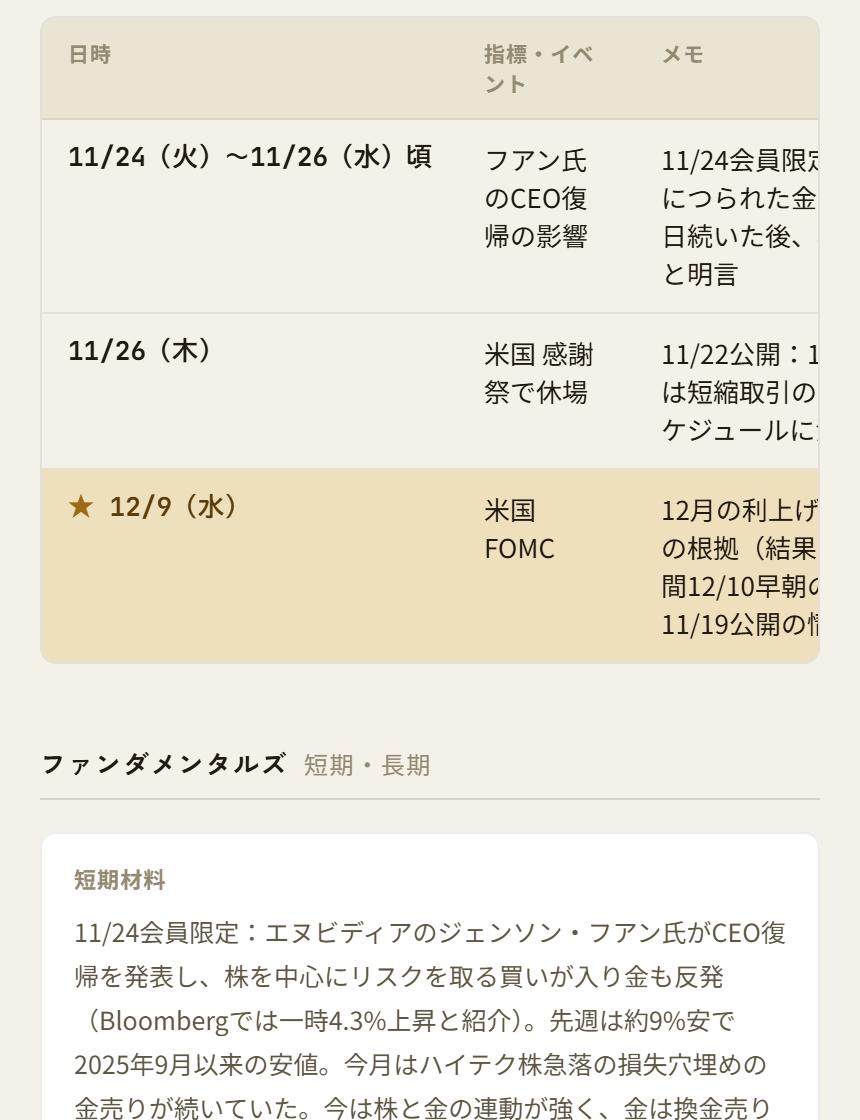 日時
指標・イベ
ント
メモ
11/24（火）〜11/26（水）頃
フアン氏
のCEO復
帰の影響
11/24会員限定
につられた金
日続いた後、
と明言
11/26（木）
米国 感謝
祭で休場
11/22公開：1
は短縮取引の
ケジュールに
★ 12/9（水）
米国
FOMC
12月の利上げ
の根拠（結果
間12/10早朝の
11/19公開の情
ファンダメンタルズ 短期・長期
短期材料
11/24会員限定：エヌビディアのジェンソン・フアン氏がCEO復
帰を発表し、株を中心にリスクを取る買いが入り金も反発
（Bloombergでは一時4.3%上昇と紹介）。先週は約9%安で
2025年9月以来の安値。今月はハイテク株急落の損失穴埋めの
金売りが続いていた。今は株と金の連動が強く、金は換金売り